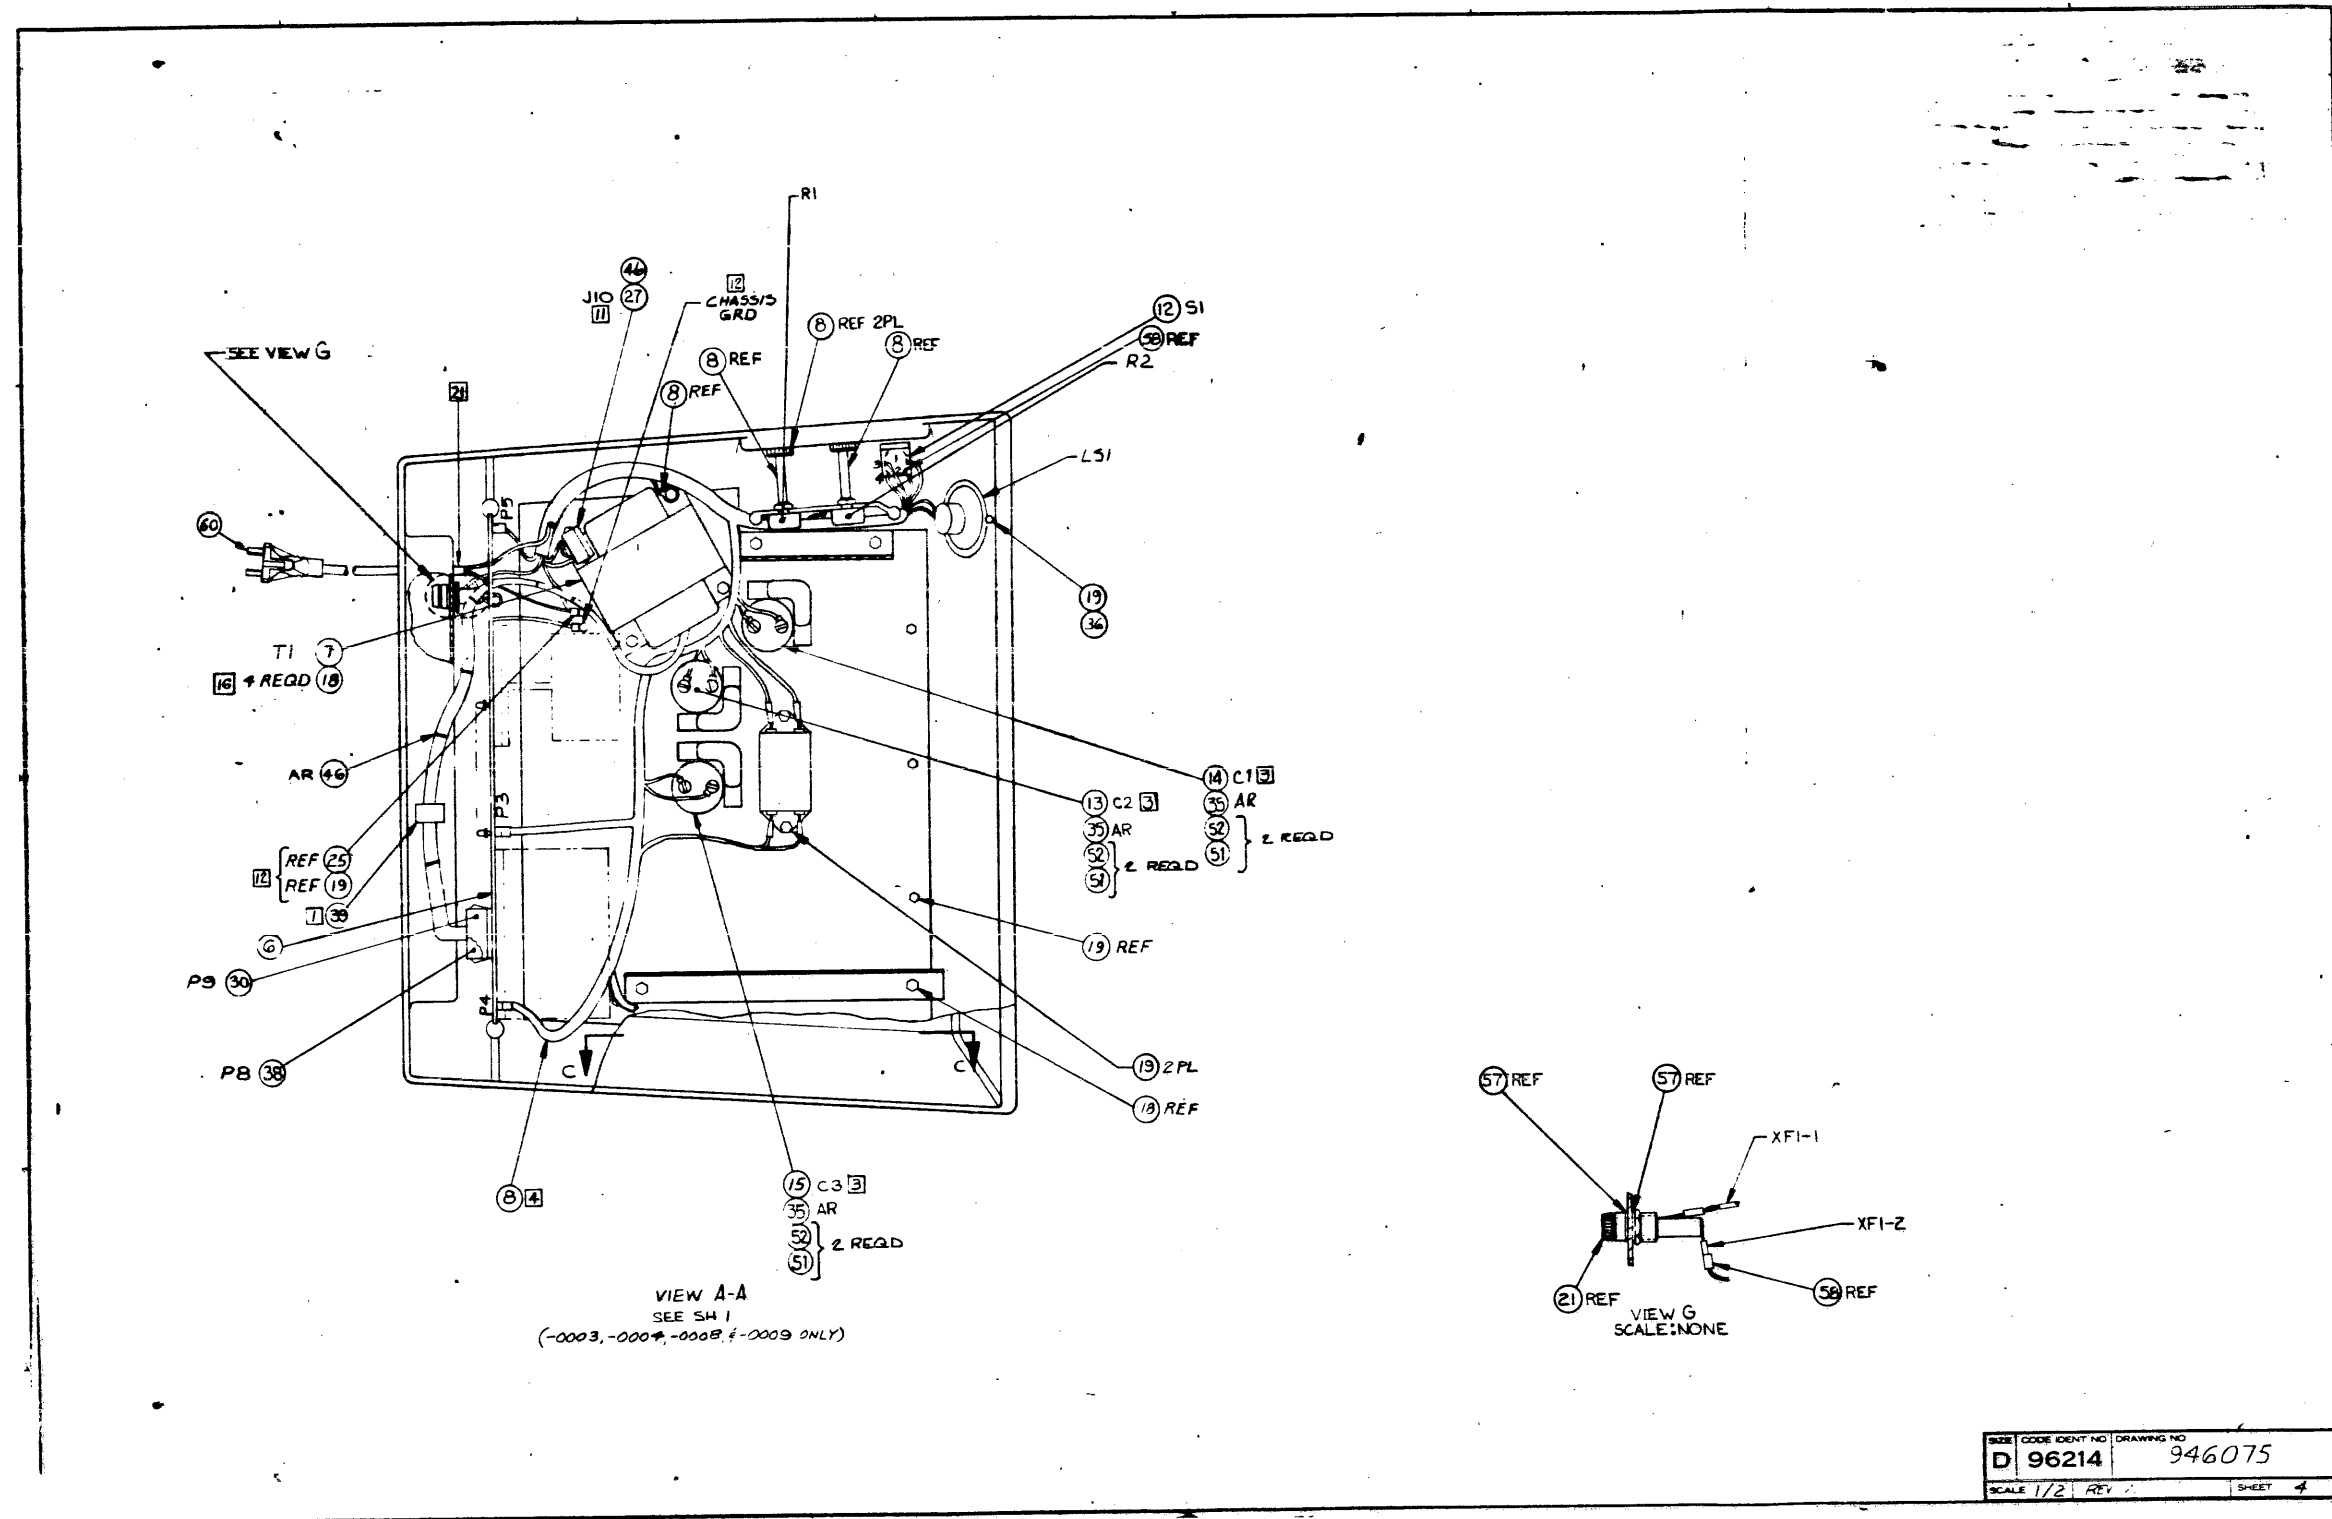 R1
46
J10 27
11
12
CHASSIS
GRD
8 REF 2PL
8 REF
8 REF
8 REF
12 S1
58 REF
R2
SEE VIEW G
21
LS1
P5
60
19
36
T1 7
16 4 REQD 18
AR 46
P3
14 C1 3
35 AR
52
51
2 REQD
13 C2 3
35 AR
52
51
2 REQD
12
REF 25
REF 19
1 39
6
19 REF
P9 30
P4
P8 38
C
C
19 2PL
18 REF
8 4
15 C3 3
35 AR
52
51
2 REQD
VIEW A-A
SEE SH 1
(-0003, -0004, -0008, & -0009 ONLY)
57 REF
57 REF
XF1-1
XF1-2
21 REF
58 REF
VIEW G
SCALE:NONE
SIZE CODE IDENT NO DRAWING NO
D 96214 946075
SCALE 1/2 REV SHEET 4